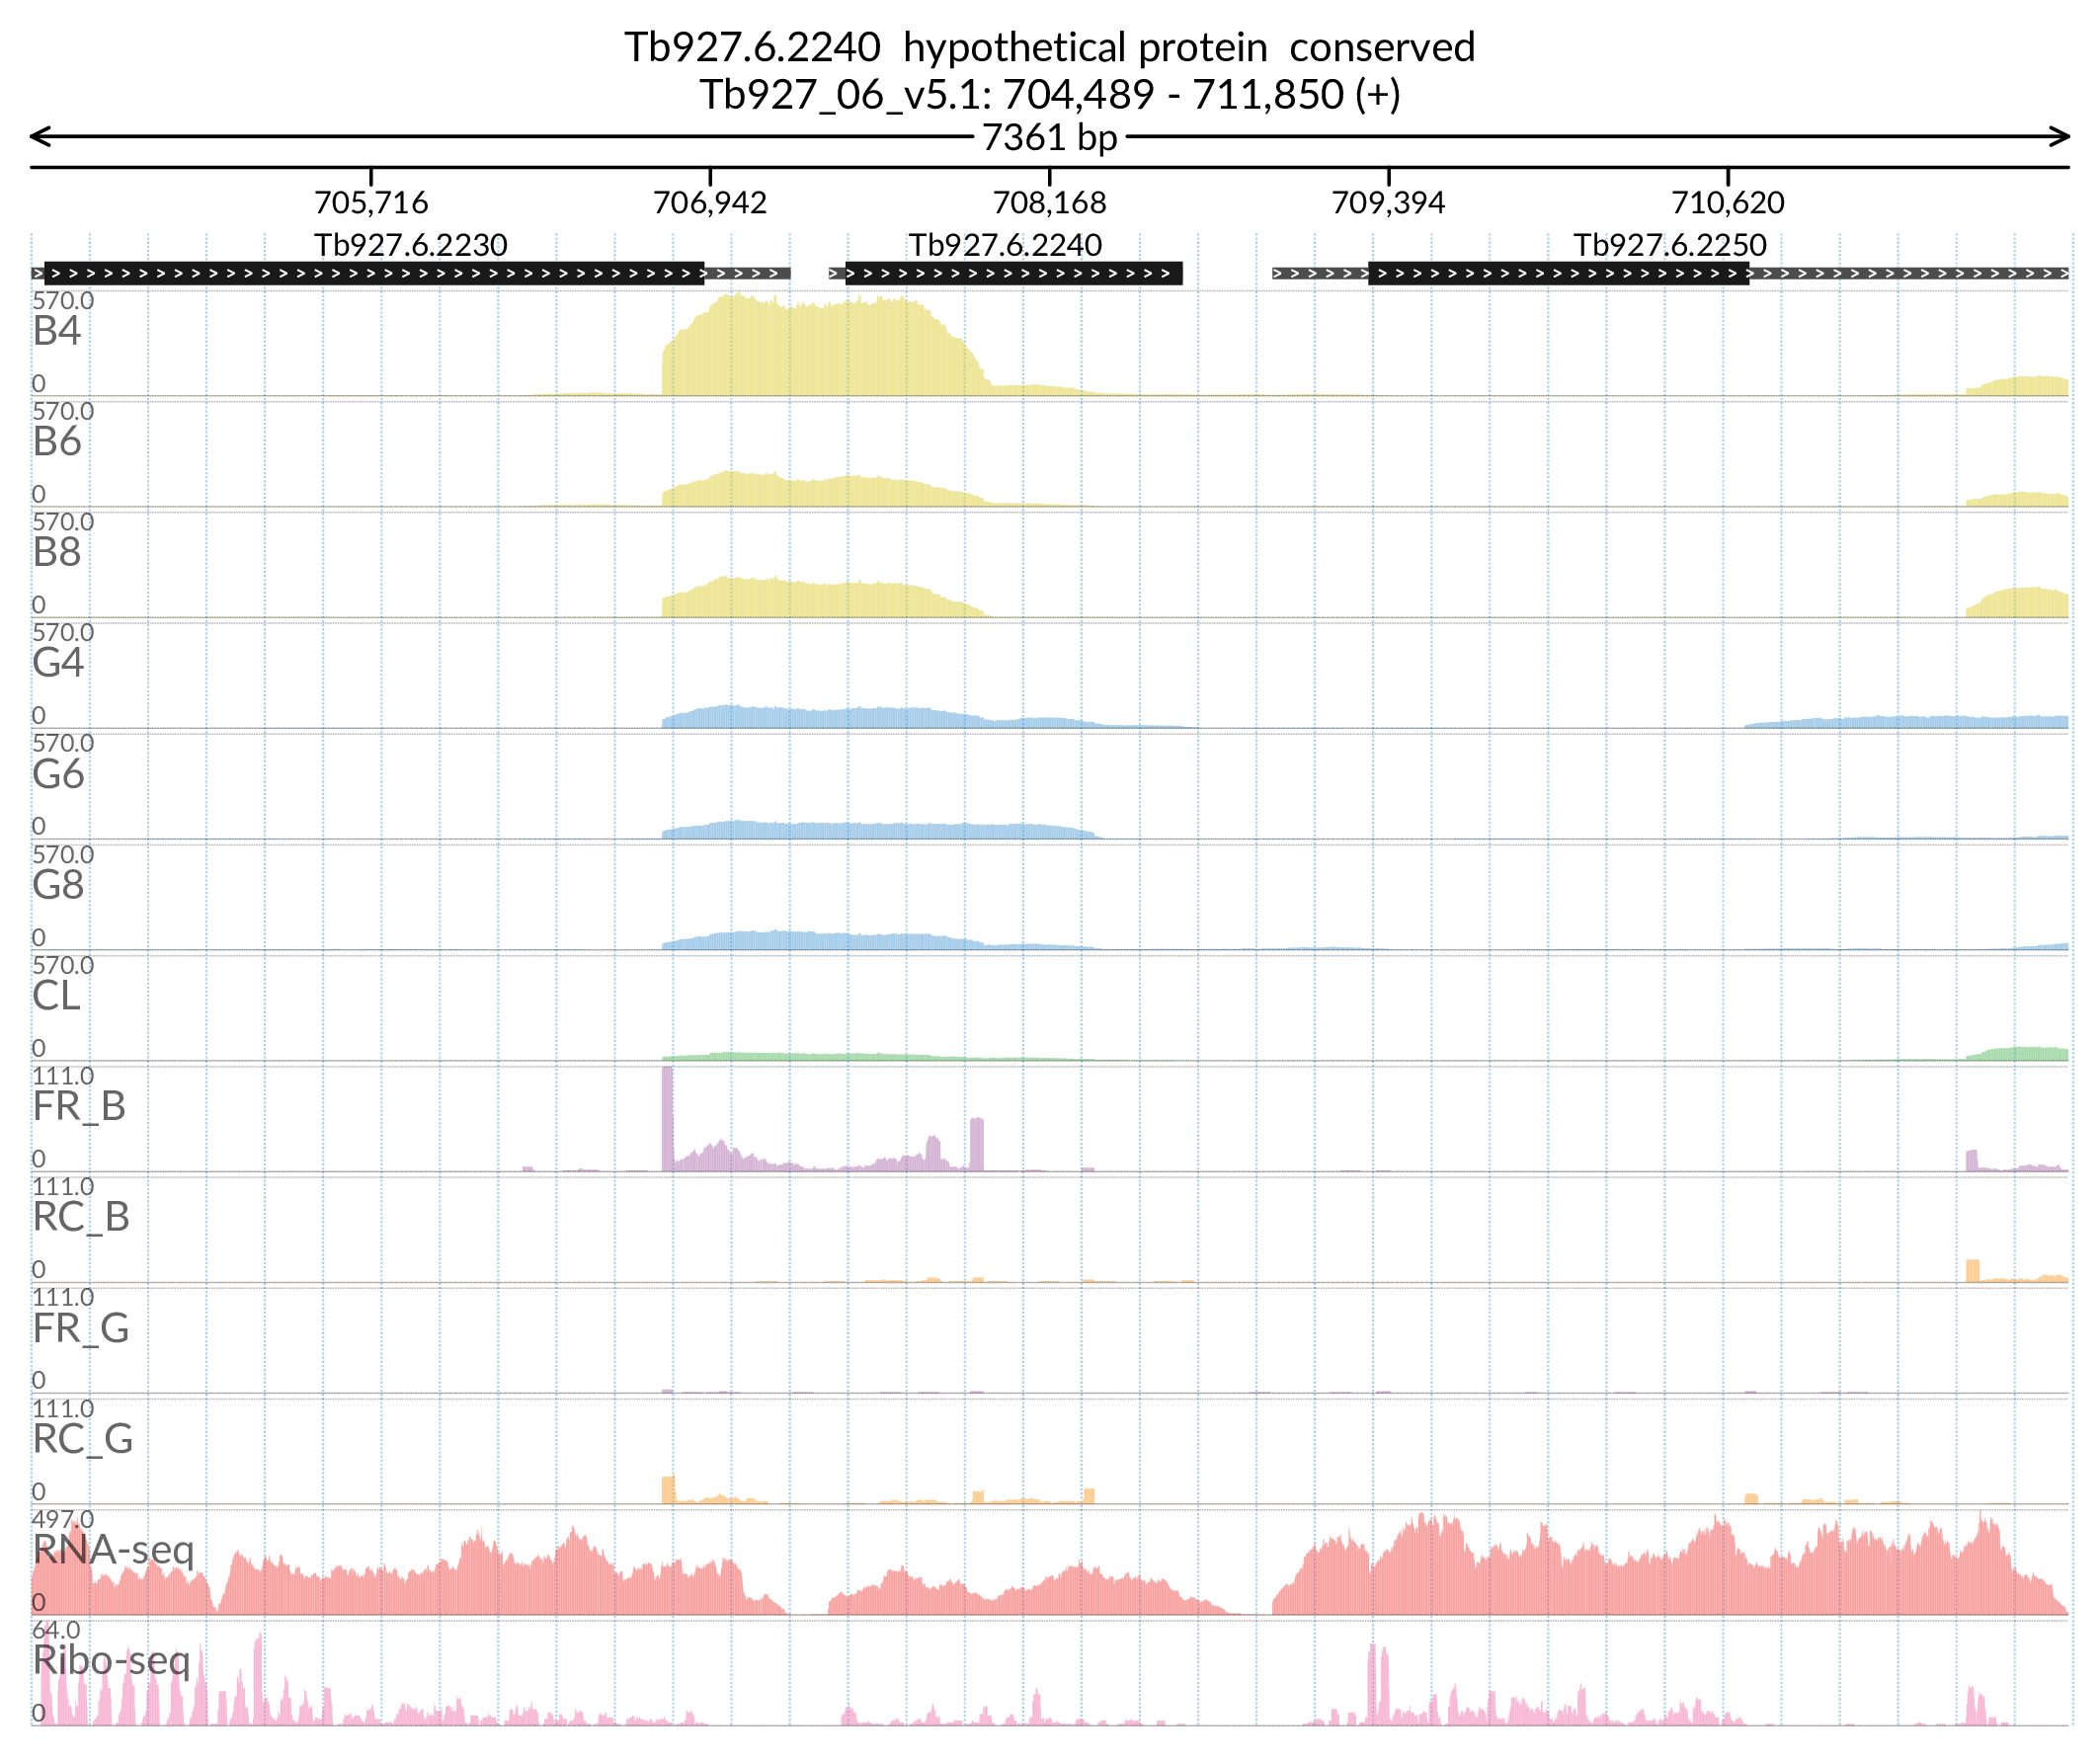 Tb927.6.2240 hypothetical protein conserved
Tb927_06_v5.1: 704,489 - 711,850 (+)
7361 bp
705,716 706,942 708,168 709,394 710,620
Tb927.6.2230 Tb927.6.2240 Tb927.6.2250
570.0
B4
0
570.0
B6
0
570.0
B8
0
570.0
G4
0
570.0
G6
0
570.0
G8
0
570.0
CL
0
111.0
FR_B
0
111.0
RC_B
0
111.0
FR_G
0
111.0
RC_G
0
497.0
RNA-seq
0
64.0
Ribo-seq
0